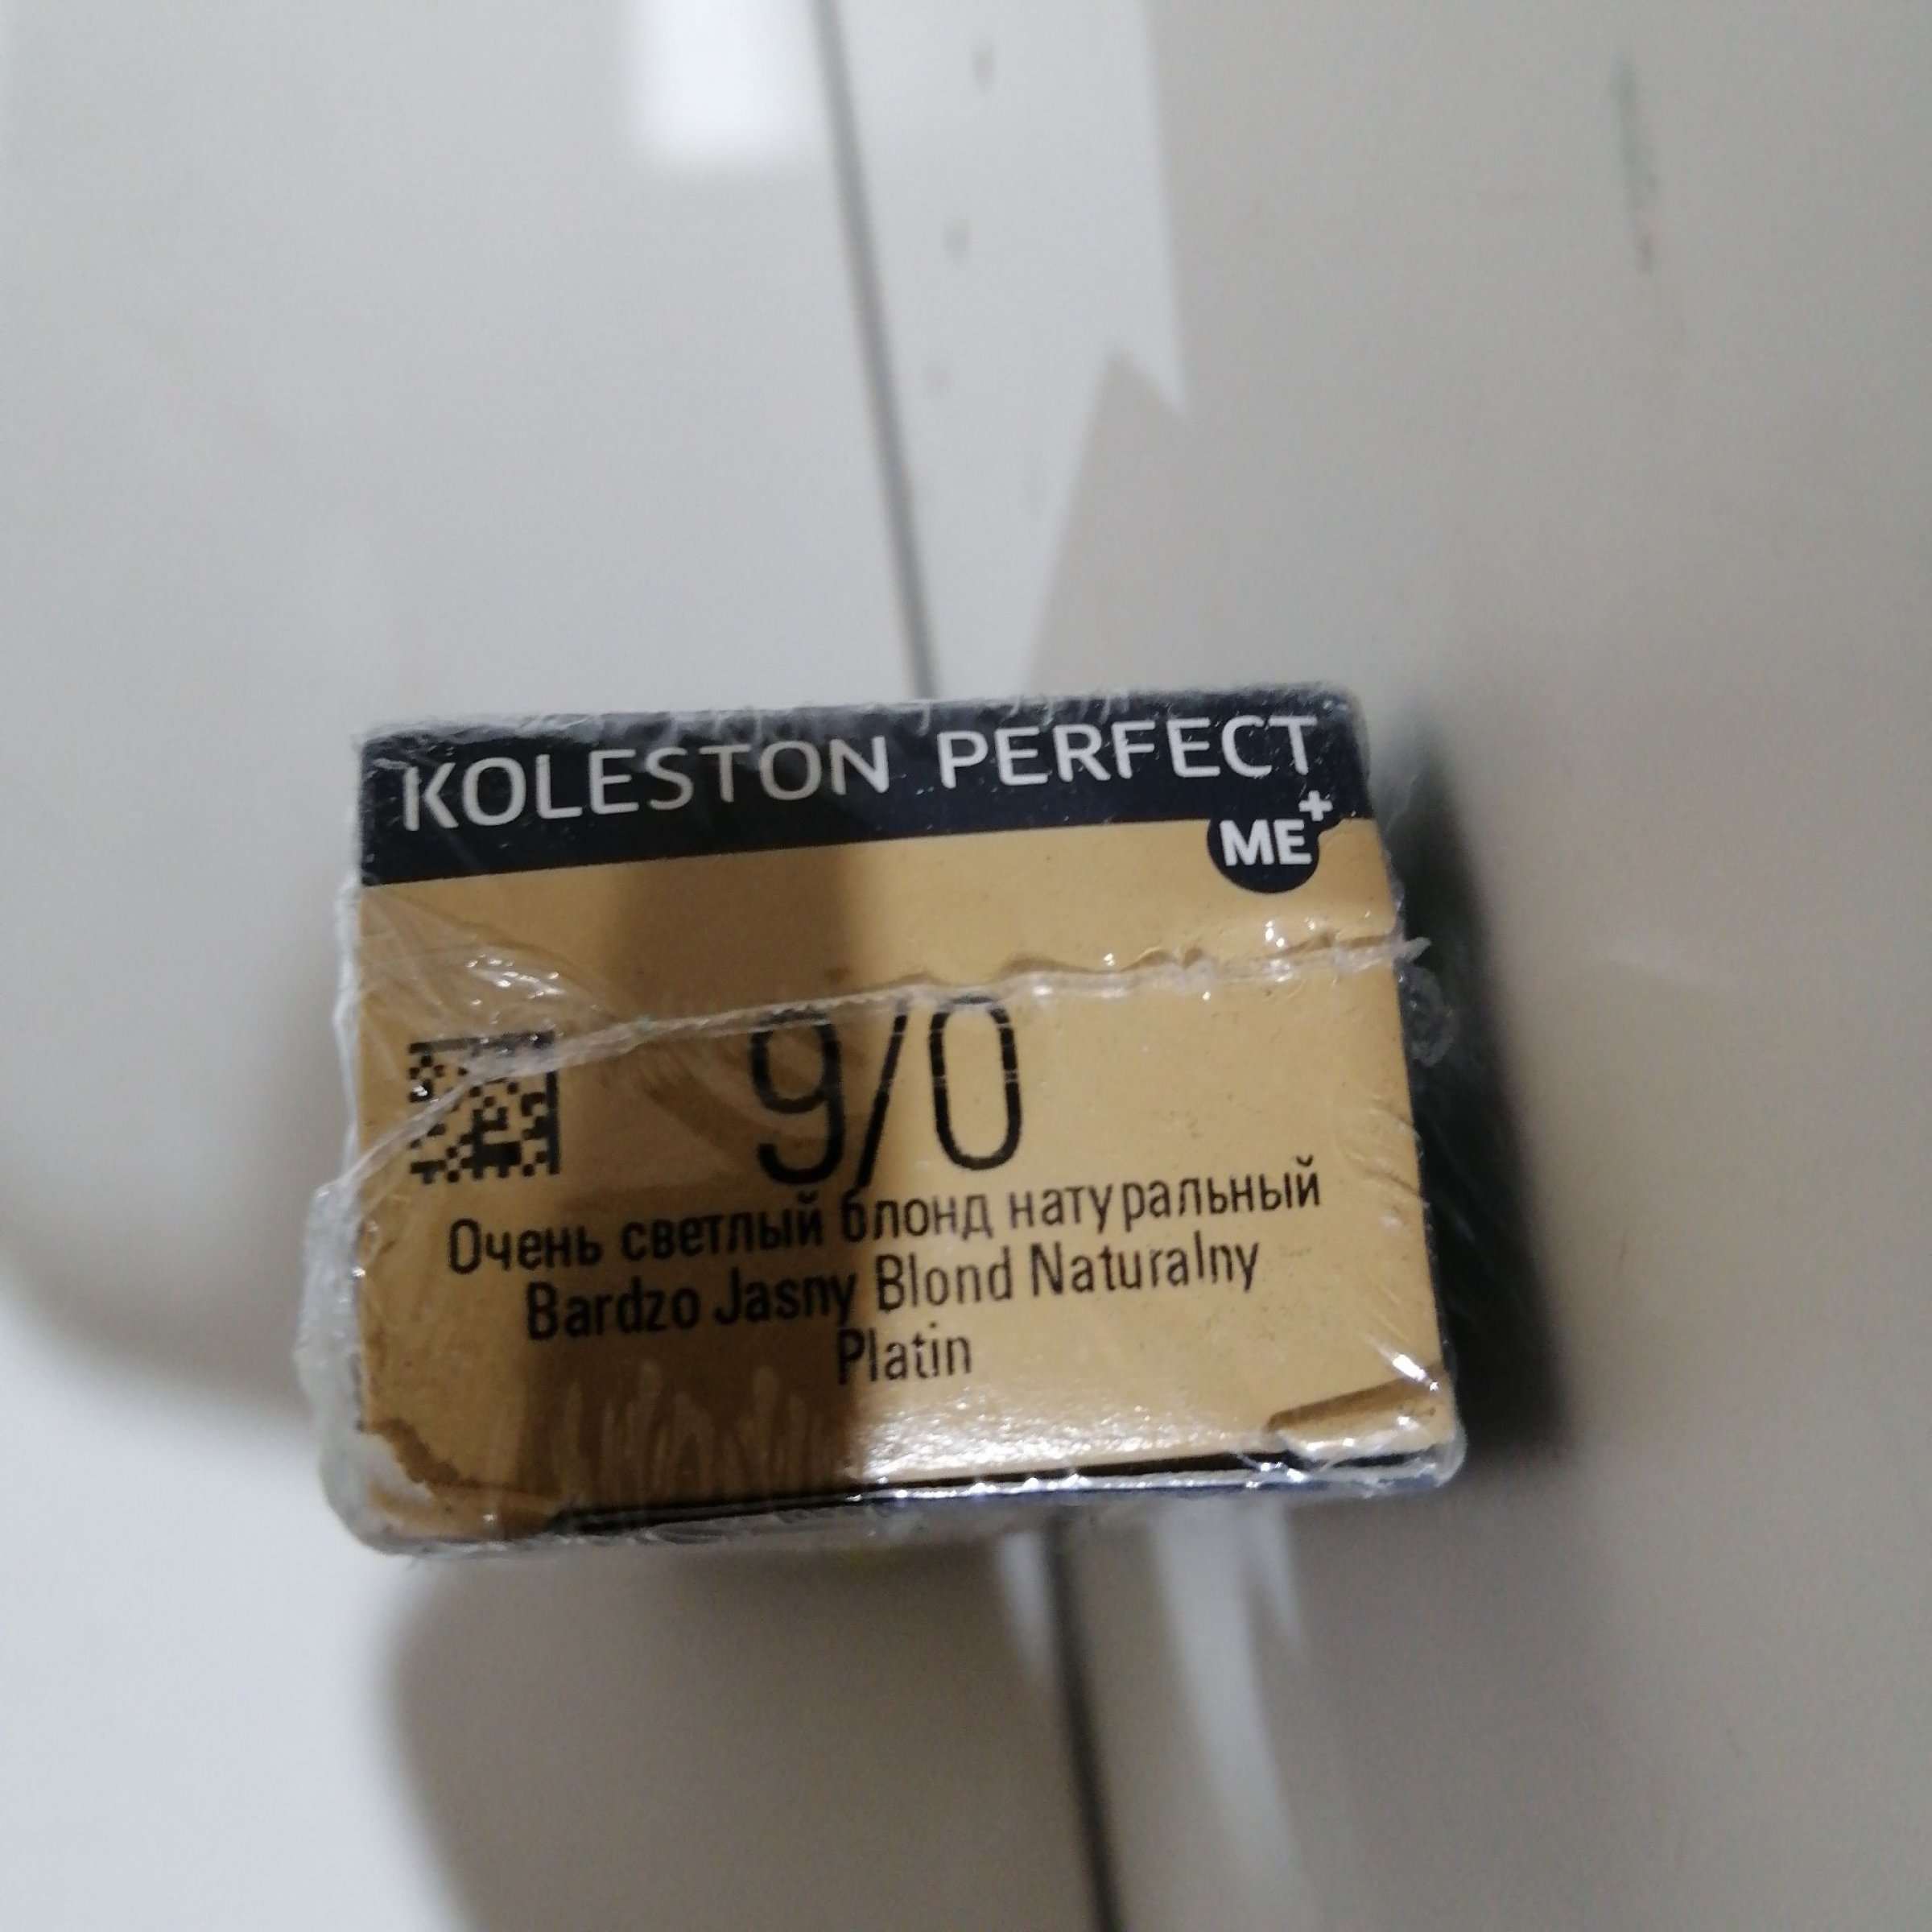 KOLESTON PERFECT
ME+
9/0
Очень светлый блонд натуральный
Bardzo Jasny Blond Naturalny
Platin